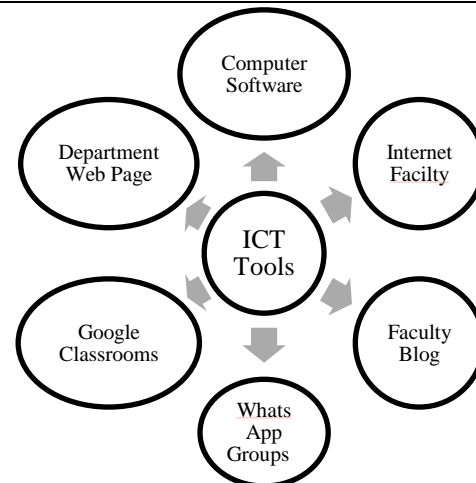 Computer
Software
Department
Web Page
Internet
Facilty
ICT
Tools
Google
Classrooms
Faculty
Blog
Whats
App
Groups